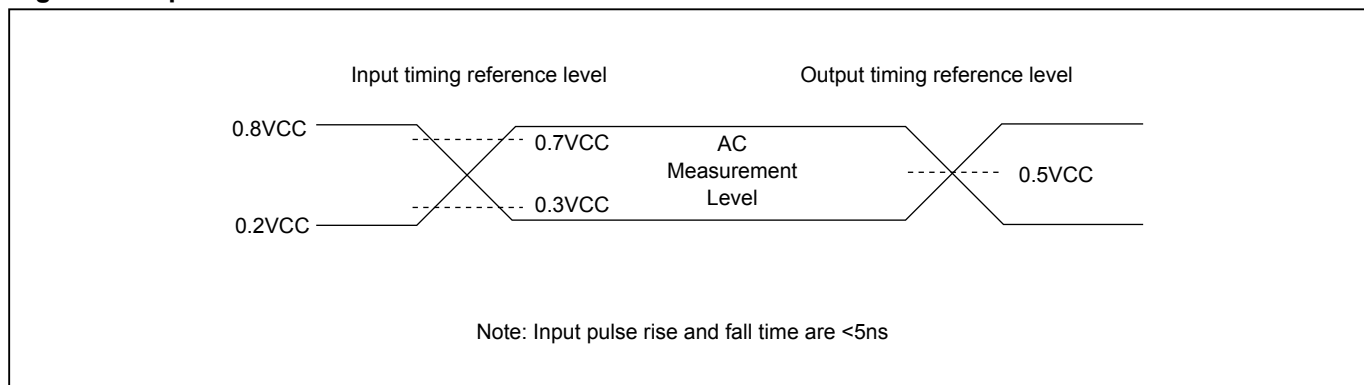 Input timing reference level
Output timing reference level
0.8VCC
0.7VCC
AC
Measurement
Level
0.5VCC
0.3VCC
0.2VCC
Note: Input pulse rise and fall time are <5ns